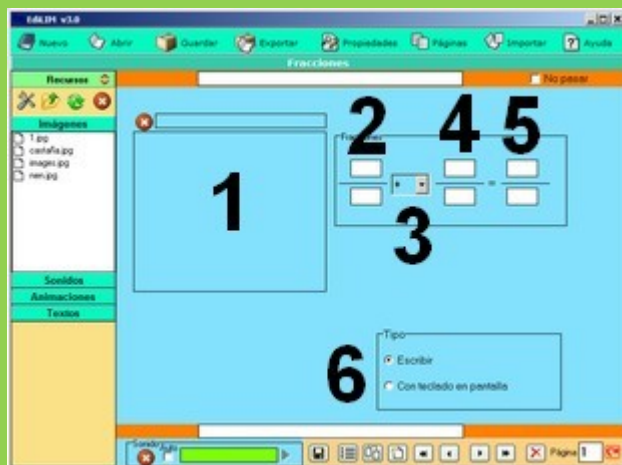 EdiLIM v3.0
Nuevo Abrir Guardar Exportar Propiedades Páginas Importar Ayuda
Fracciones
Recursos
No pasar
Imágenes
1.jpg
castaña.jpg
images.jpg
nen.jpg
Sonidos
Animaciones
Textos
Fracciones
+
=
1
2
3
4
5
6
Tipo
Escribir
Con teclado en pantalla
Página 1